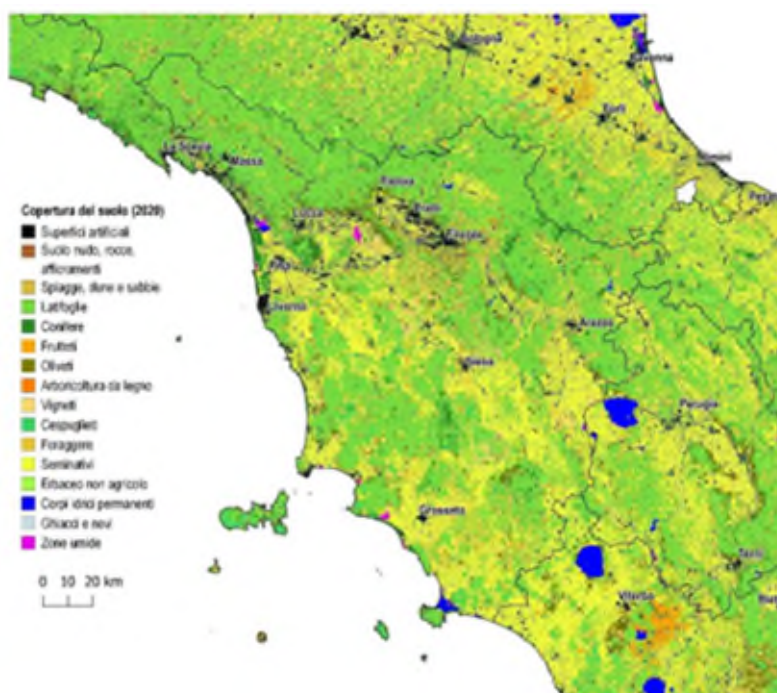 Bologna
Ravenna
Forlì
Rimini
La Spezia
Massa
Pistoia
Prato
Firenze
Lucca
Pisa
Livorno
Arezzo
Siena
Perugia
Grosseto
Terni
Viterbo
Copertura del suolo (2020)
Superfici artificiali
Suolo nudo, rocce,
affioramenti
Spiagge, dune e sabbie
Latifoglie
Conifere
Frutteti
Oliveti
Arboricoltura da legno
Vigneti
Cespuglieti
Foraggere
Seminativi
Erbaceo non agricolo
Corpi idrici permanenti
Ghiacci e nevi
Zone umide
0 10 20 km